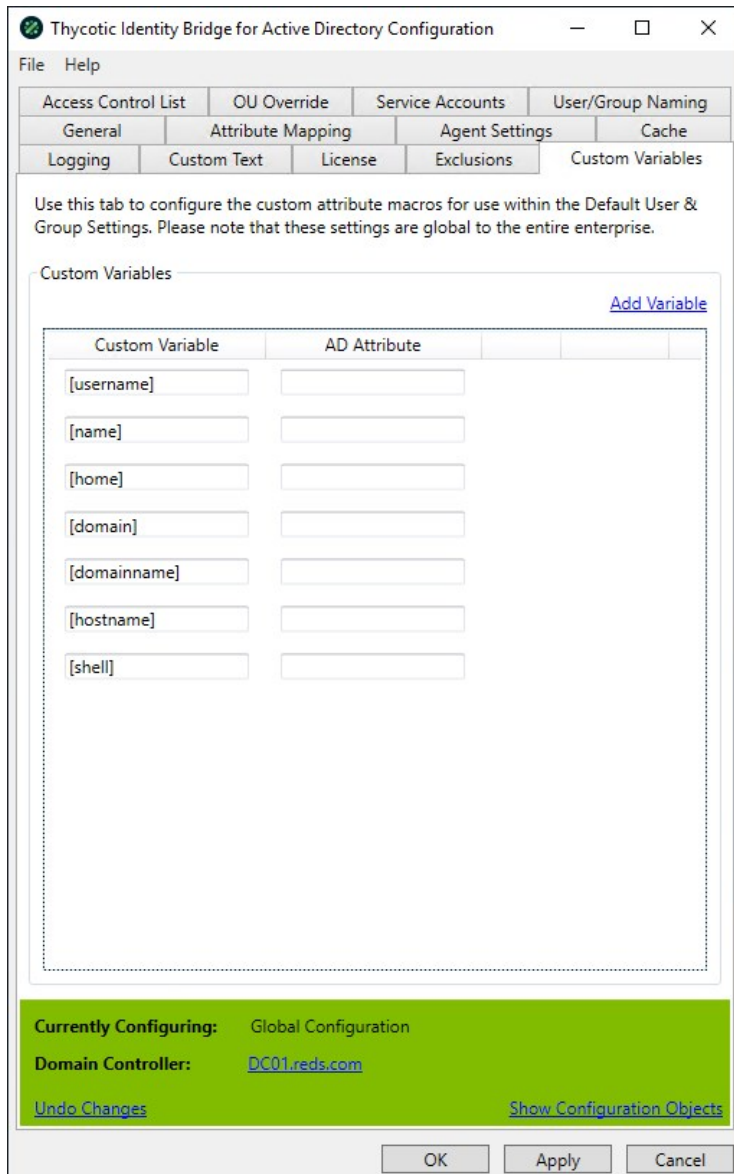 Thycotic Identity Bridge for Active Directory Configuration
File Help
Access Control List OU Override Service Accounts User/Group Naming
General Attribute Mapping Agent Settings Cache
Logging Custom Text License Exclusions Custom Variables
Use this tab to configure the custom attribute macros for use within the Default User &
Group Settings. Please note that these settings are global to the entire enterprise.
Custom Variables
Add Variable
Custom Variable AD Attribute
[username]
[name]
[home]
[domain]
[domainname]
[hostname]
[shell]
Currently Configuring: Global Configuration
Domain Controller: DC01.reds.com
Undo Changes Show Configuration Objects
OK Apply Cancel